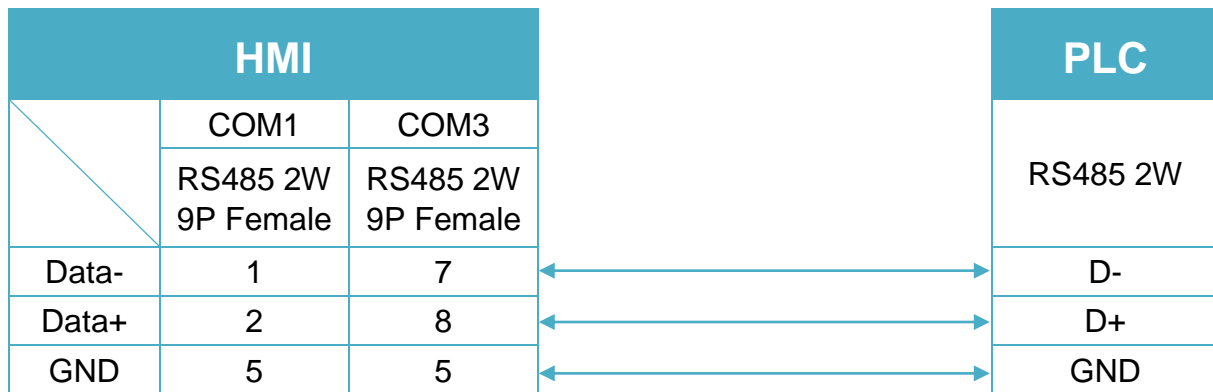 HMI
PLC
COM1 COM3
RS485 2W RS485 2W
9P Female 9P Female
RS485 2W
Data- 1 7 D-
Data+ 2 8 D+
GND 5 5 GND